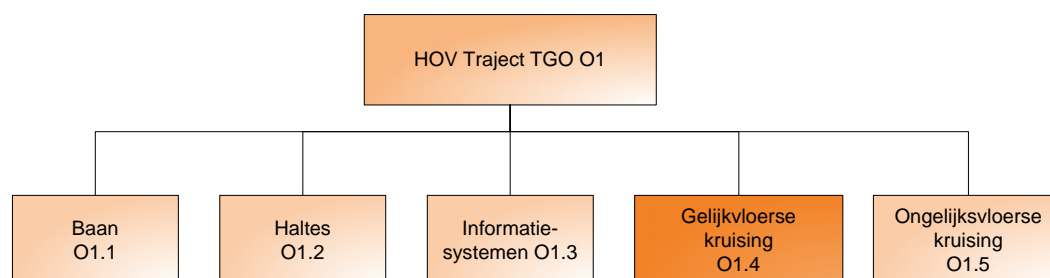 HOV Traject TGO O1
Baan
O1.1
Haltes
O1.2
Informatie-
systemen O1.3
Gelijkvloerse
kruising
O1.4
Ongelijksvloerse
kruising
O1.5